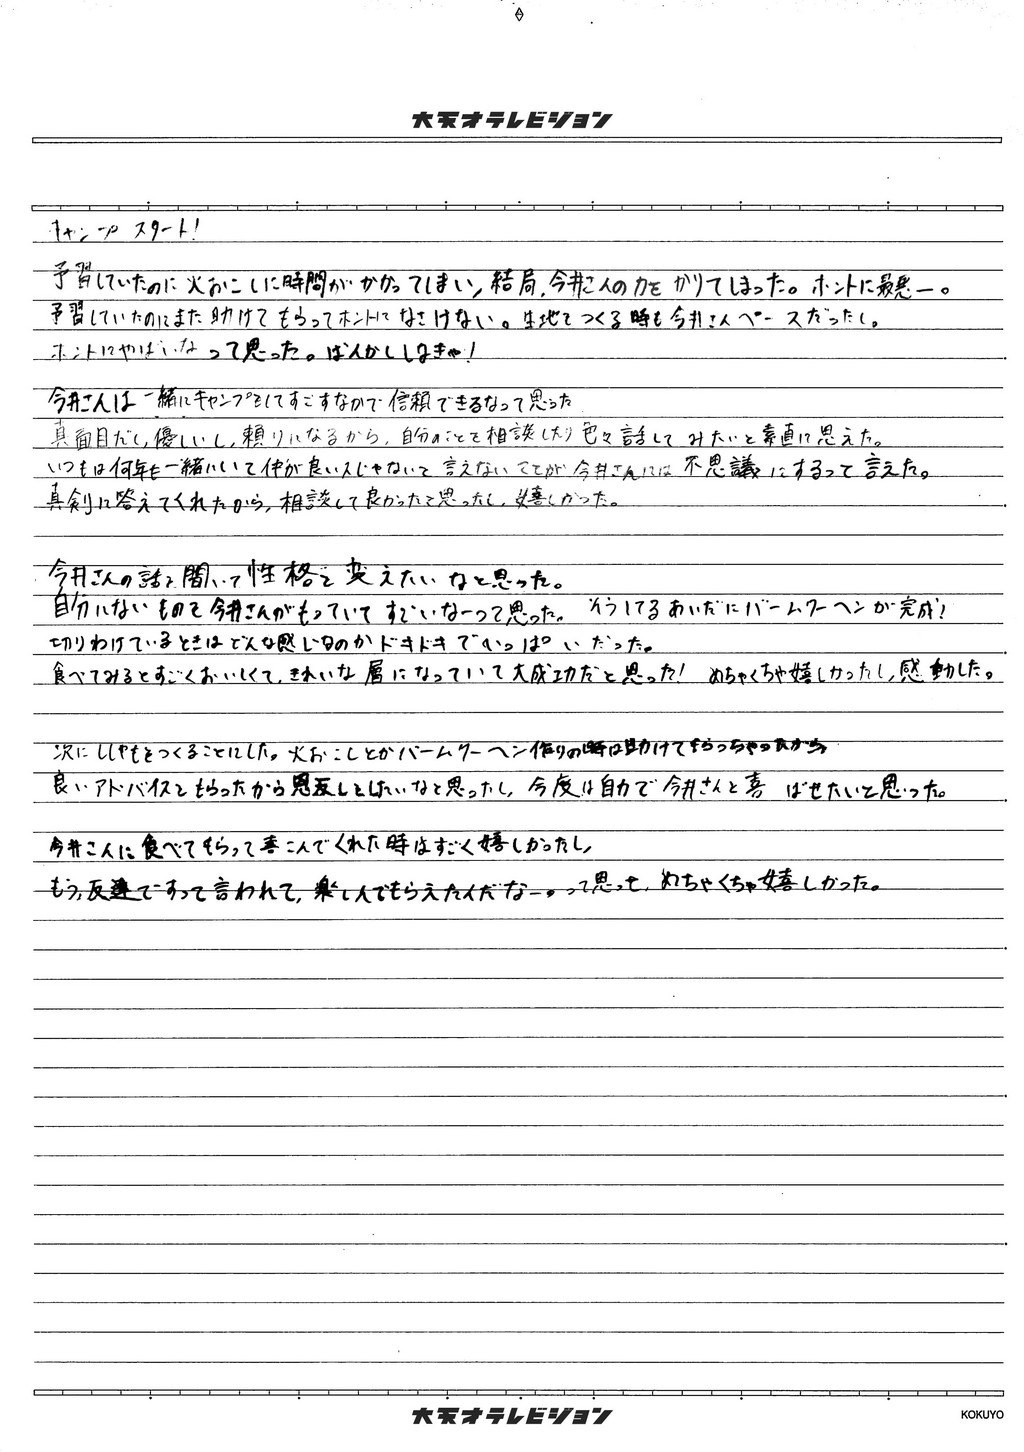 大天才テレビジョン
キャンプスタート!
予習していたのに火おこしに時間がかかってしまい、結局、今井さんの力をかりてしまった。ホントに最悪ー。
予習していたのにまた助けてもらってホントになさけない。生地をつくる時も今井さんペースだったし。
ホントにやばいなって思った。ばんかいしなきゃ!
今井さんは一緒にキャンプをしてすごすなかで信頼できるなって思った
真面目だし、優しいし、頼りになるから、自分のことを相談したり色々話してみたいと素直に思えた。
いつもは何年も一緒にいて仲が良い人じゃないと言えないことが今井さんには不思議にするって言えた。
真剣に答えてくれたから、相談して良かったと思ったし、嬉しかった。
今井さんの話を聞いて性格を変えたいなと思った。
自分にないものを今井さんがもっていてすごいなーって思った。そうしてるあいだにバームクーヘンが完成!
切りわけているときはどんな感じなのかドキドキでいっぱいだった。
食べてみるとすごくおいしくて、きれいな層になっていて大成功だと思った!めちゃくちゃ嬉しかったし、感動した。
次にししゃもをつくることにした。火おこしとかバームクーヘン作りの時は助けてもらっちゃったから
良いアドバイスをもらったから恩返しとしたいなと思ったし、今度は自力で今井さんを喜ばせたいと思った。
今井さんに食べてもらって喜こんでくれた時はすごく嬉しかったし、
もう、友達ですって言われて、楽しんでもらえたんだなー。って思って、めちゃくちゃ嬉しかった。
大天才テレビジョン
KOKUYO